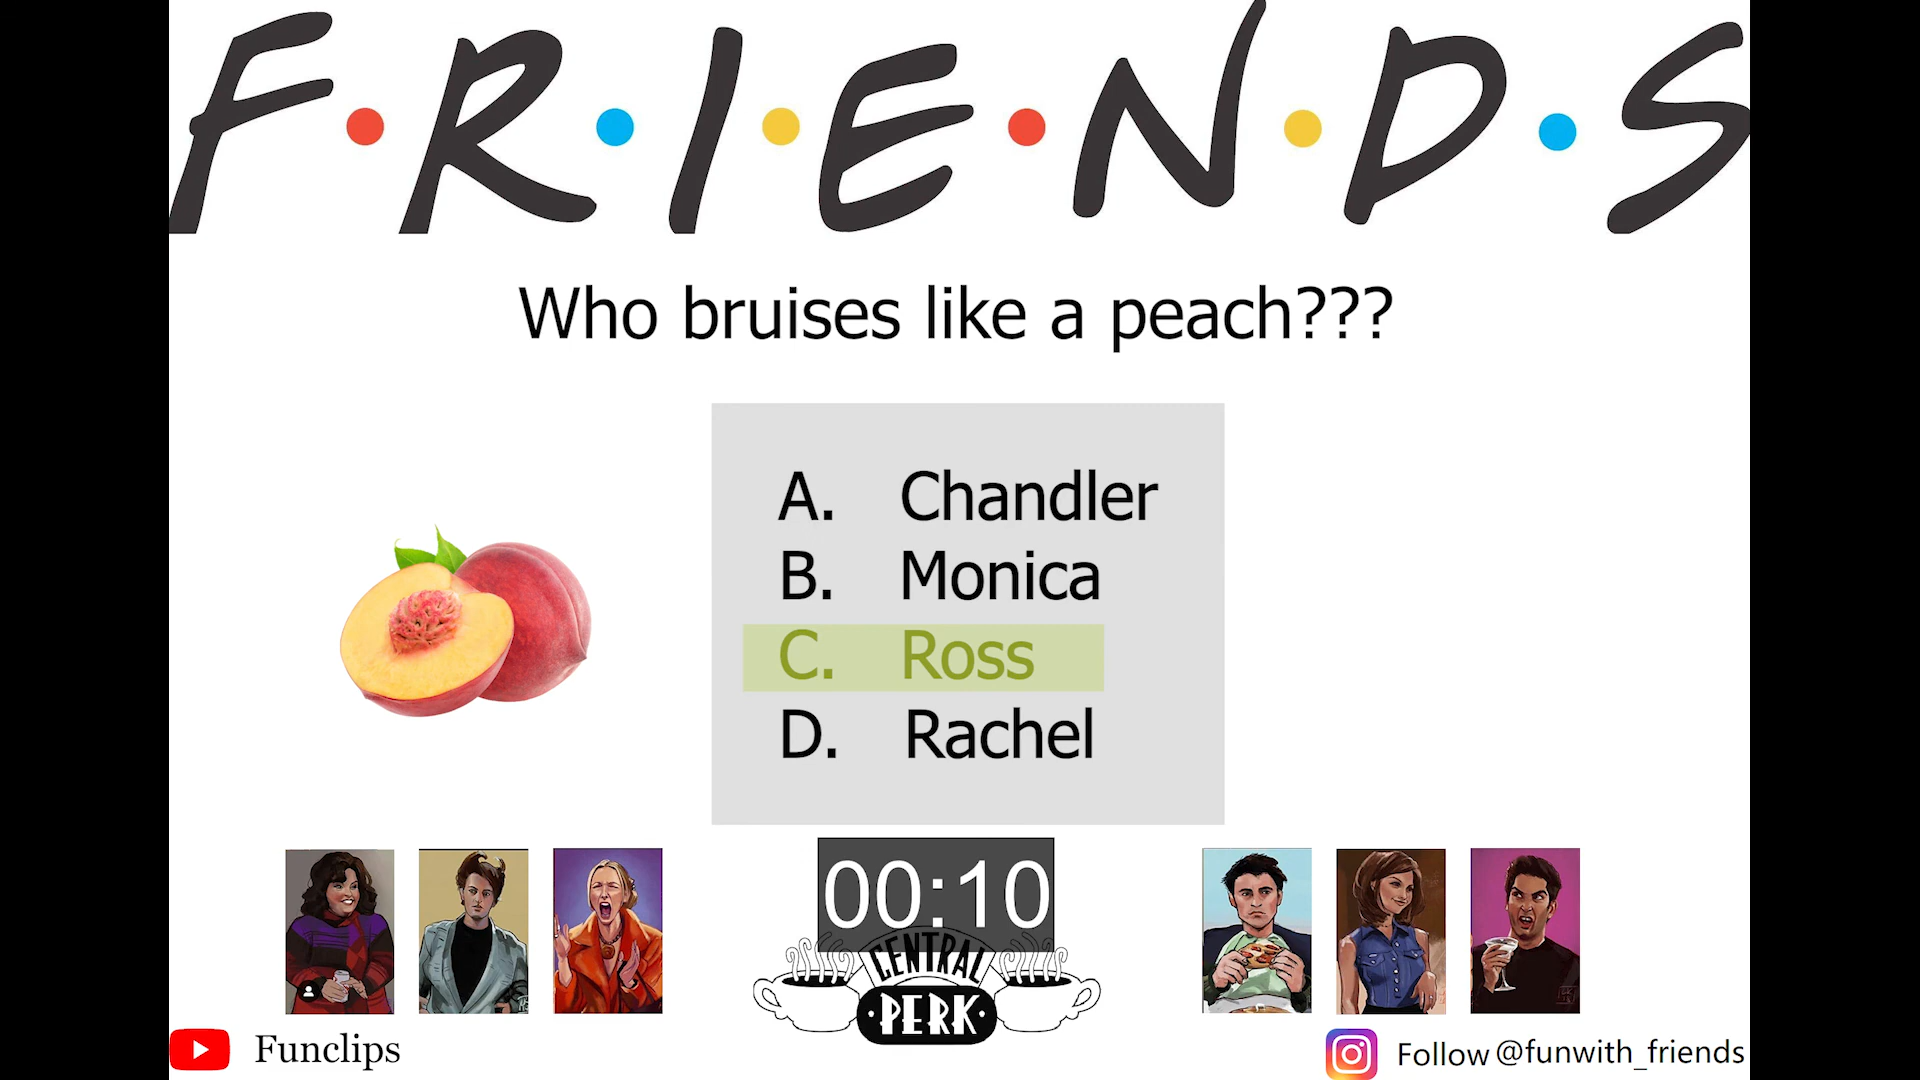 F·R·I·E·N·D·S
Who bruises like a peach???
A. Chandler
B. Monica
C. Ross
D. Rachel
00:10
CENTRAL
·PERK·
Funclips
Follow @funwith_friends